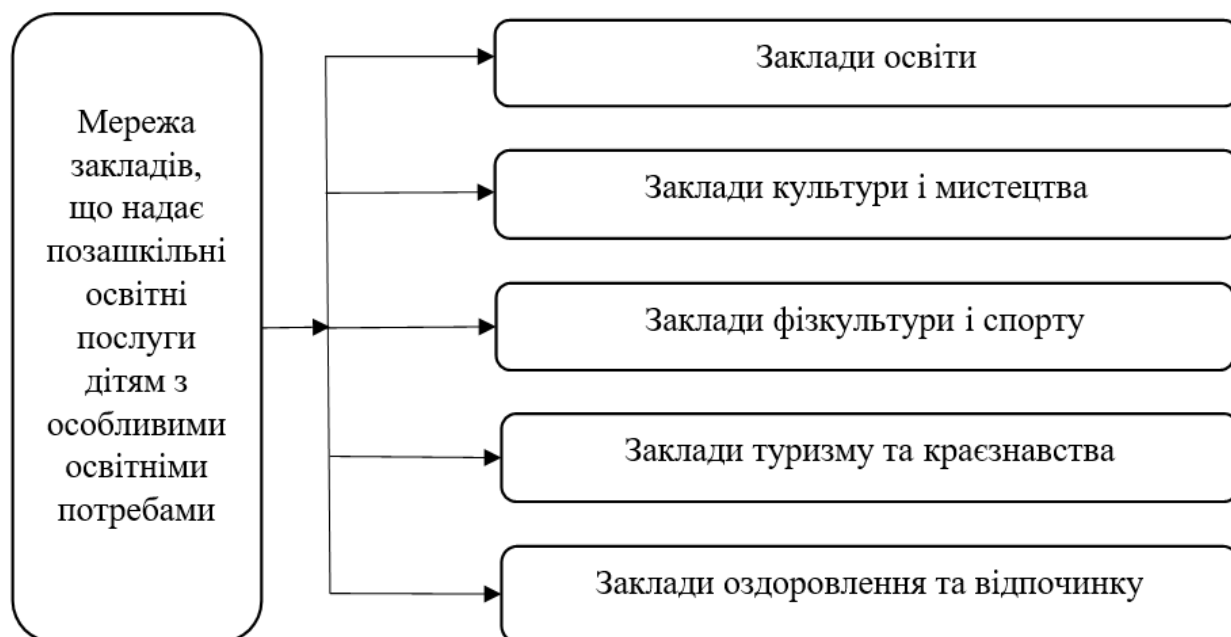 Мережа
закладів,
що надає
позашкільні
освітні
послуги
дітям з
особливими
освітніми
потребами
Заклади освіти
Заклади культури і мистецтва
Заклади фізкультури і спорту
Заклади туризму та краєзнавства
Заклади оздоровлення та відпочинку